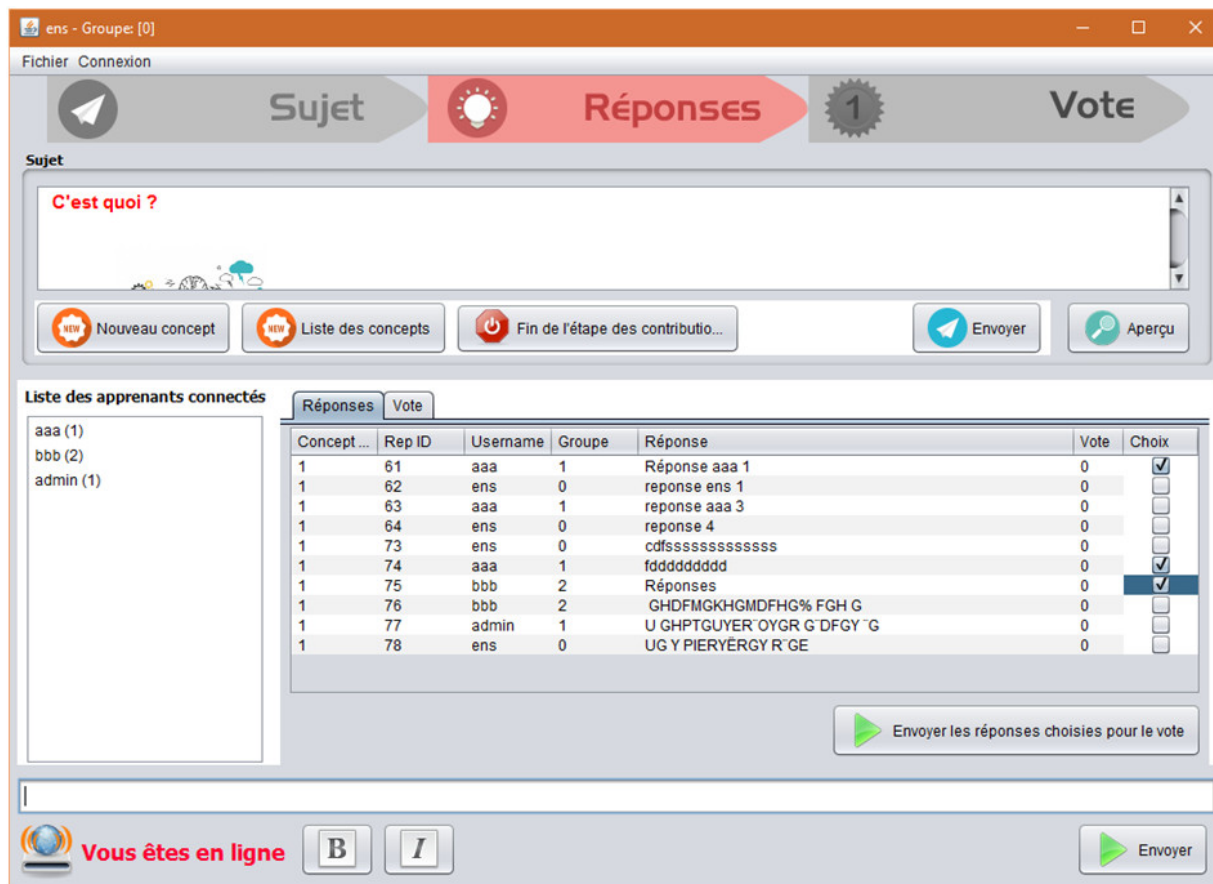 ens - Groupe: [0]
Fichier Connexion
Sujet Réponses 1 Vote
Sujet
C'est quoi ?
NEW Nouveau concept NEW Liste des concepts Fin de l'étape des contributio... Envoyer Aperçu
Liste des apprenants connectés
aaa (1)
bbb (2)
admin (1)
Réponses Vote
Concept ... Rep ID Username Groupe Réponse Vote Choix
1 61 aaa 1 Réponse aaa 1 0
1 62 ens 0 reponse ens 1 0
1 63 aaa 1 reponse aaa 3 0
1 64 ens 0 reponse 4 0
1 73 ens 0 cdfsssssssssssss 0
1 74 aaa 1 fddddddddd 0
1 75 bbb 2 Réponses 0
1 76 bbb 2 GHDFMGKHGMDFHG% FGH G 0
1 77 admin 1 U GHPTGUYER¨OYGR G¨DFGY ¨G 0
1 78 ens 0 UG Y PIERYËRGY R¨GE 0
Envoyer les réponses choisies pour le vote
Vous êtes en ligne B I Envoyer